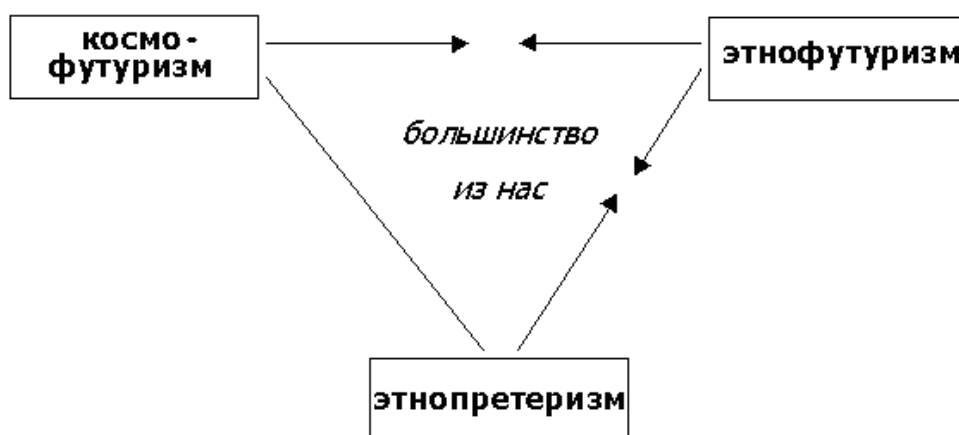 космо-
футуризм
этнофутуризм
большинство
из нас
этнопретеризм